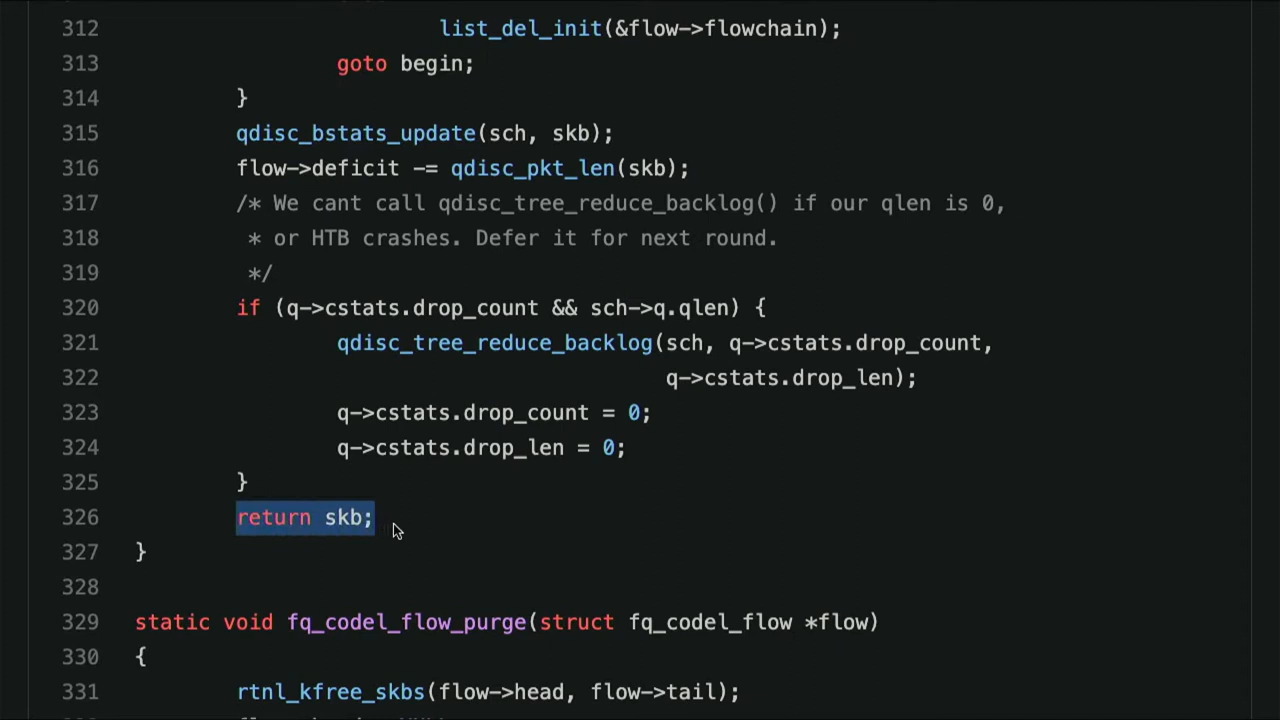 312 list_del_init(&flow->flowchain);
313 goto begin;
314 }
315 qdisc_bstats_update(sch, skb);
316 flow->deficit -= qdisc_pkt_len(skb);
317 /* We cant call qdisc_tree_reduce_backlog() if our qlen is 0,
318 * or HTB crashes. Defer it for next round.
319 */
320 if (q->cstats.drop_count && sch->q.qlen) {
321 qdisc_tree_reduce_backlog(sch, q->cstats.drop_count,
322 q->cstats.drop_len);
323 q->cstats.drop_count = 0;
324 q->cstats.drop_len = 0;
325 }
326 return skb;
327 }
328
329 static void fq_codel_flow_purge(struct fq_codel_flow *flow)
330 {
331 rtnl_kfree_skbs(flow->head, flow->tail);